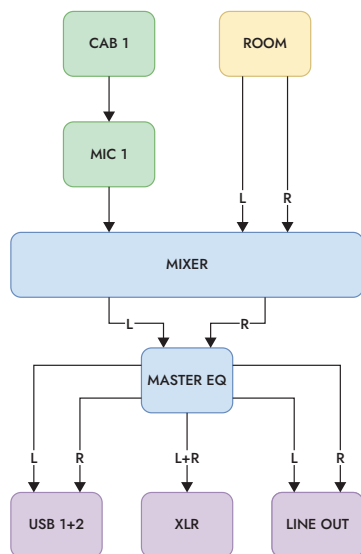 CAB 1
ROOM
MIC 1
L
R
MIXER
L
R
MASTER EQ
L
R
L+R
L
R
USB 1+2
XLR
LINE OUT